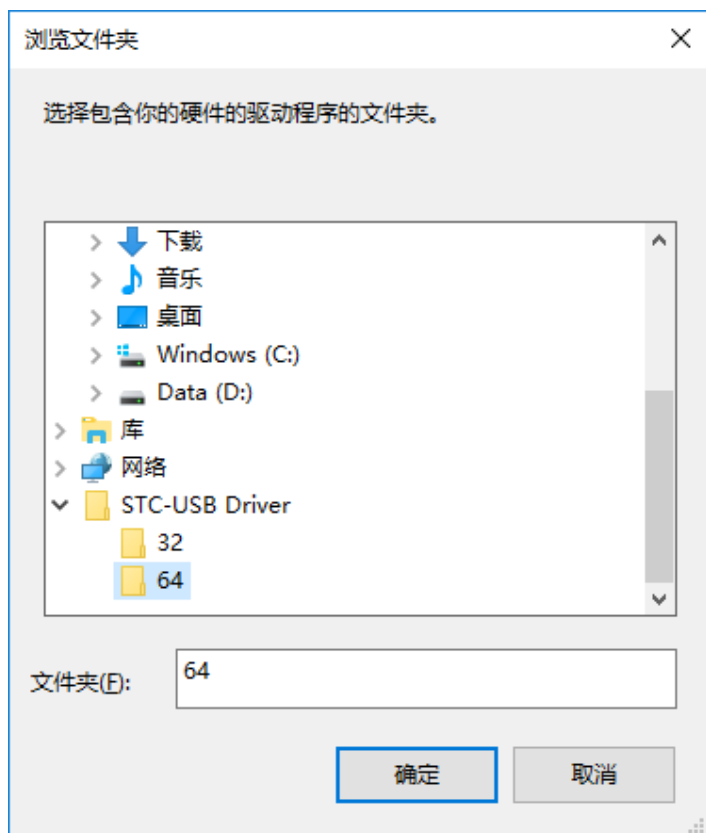 浏览文件夹
选择包含你的硬件的驱动程序的文件夹。
下载
音乐
桌面
Windows (C:)
Data (D:)
库
网络
STC-USB Driver
32
64
文件夹(F): 64
确定 取消